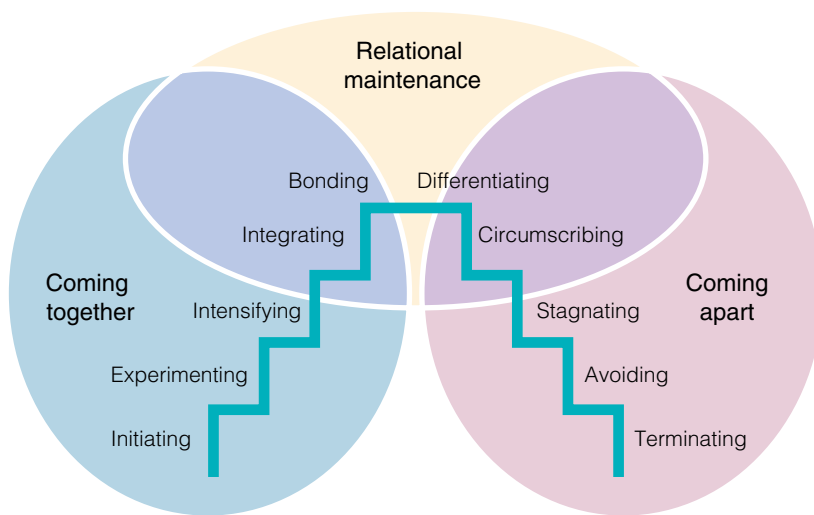 Relational
maintenance
Bonding
Differentiating
Integrating
Circumscribing
Coming
together
Coming
apart
Intensifying
Stagnating
Experimenting
Avoiding
Initiating
Terminating